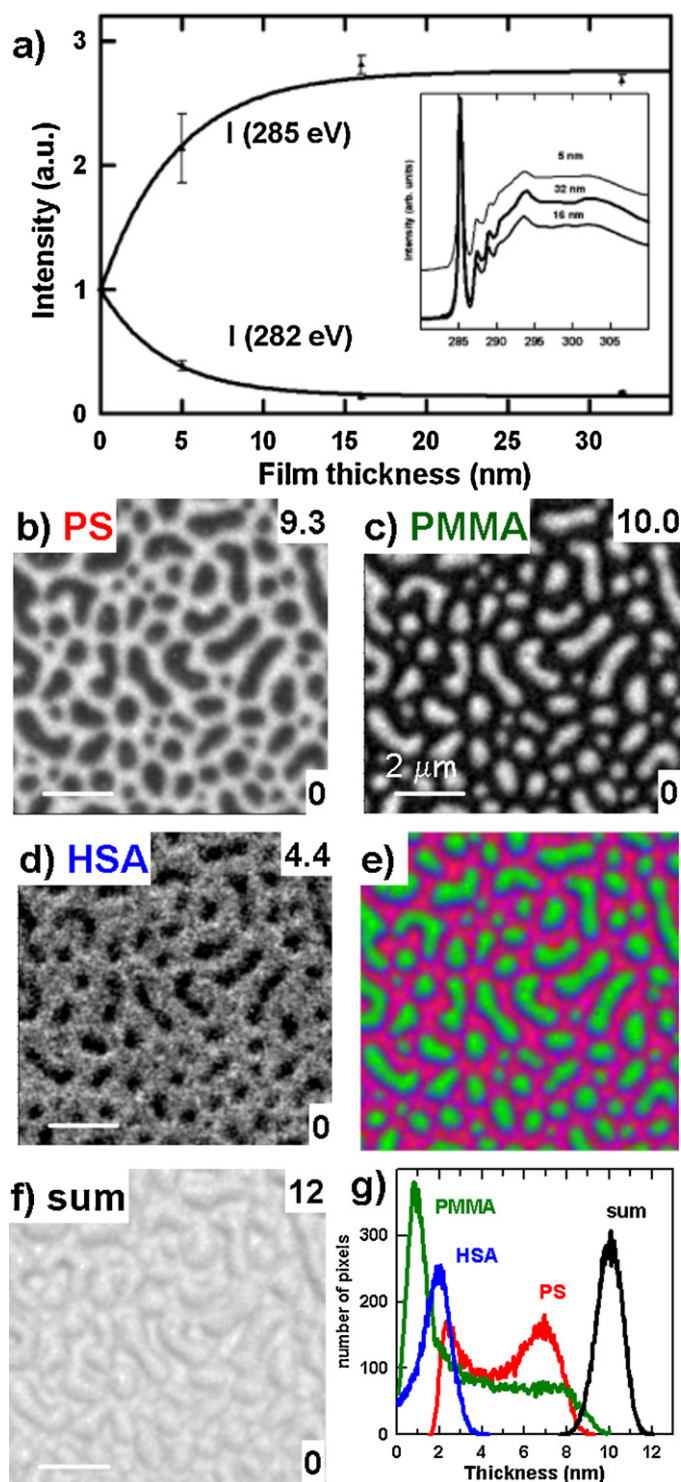 a)
3
2
1
0
Intensity (a.u.)
I (285 eV)
I (282 eV)
Intensity (arb. units)
5 nm
32 nm
16 nm
285 290 295 300 305
0 5 10 15 20 25 30
Film thickness (nm)
b) PS 9.3
0
c) PMMA 10.0
2 μm
0
d) HSA 4.4
0
e)
f) sum 12
0
g)
PMMA
sum
HSA
PS
300
200
100
0
number of pixels
0 2 4 6 8 10 12
Thickness (nm)